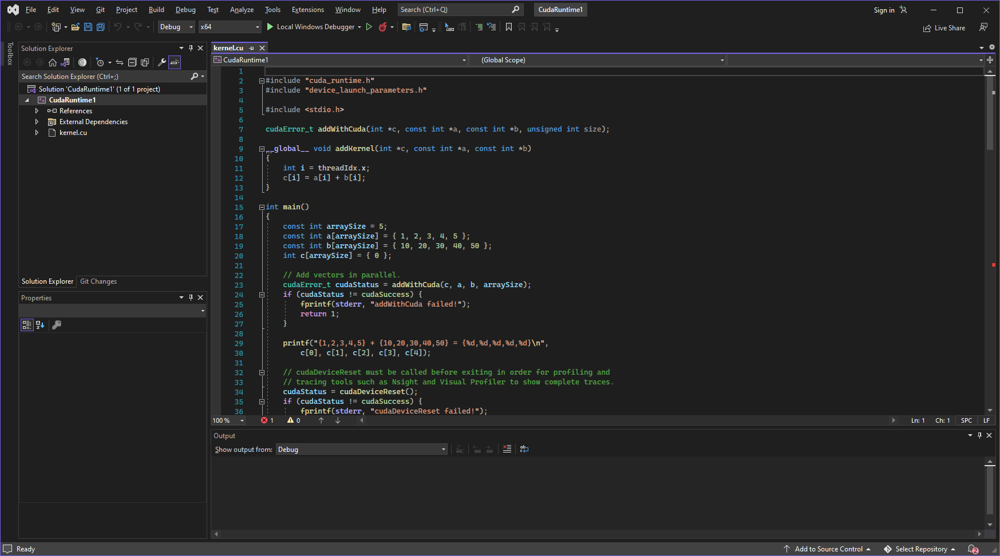 File Edit View Git Project Build Debug Test Analyze Tools Extensions Window Help Search (Ctrl+Q) CudaRuntime1 Sign in
Debug x64 Local Windows Debugger Live Share
Toolbox
Solution Explorer
Search Solution Explorer (Ctrl+;)
Solution 'CudaRuntime1' (1 of 1 project)
CudaRuntime1
References
External Dependencies
kernel.cu
Solution Explorer Git Changes
Properties
kernel.cu
CudaRuntime1 (Global Scope)
1
2 #include "cuda_runtime.h"
3 #include "device_launch_parameters.h"
4
5 #include <stdio.h>
6
7 cudaError_t addWithCuda(int *c, const int *a, const int *b, unsigned int size);
8
9 __global__ void addKernel(int *c, const int *a, const int *b)
10 {
11 int i = threadIdx.x;
12 c[i] = a[i] + b[i];
13 }
14
15 int main()
16 {
17 const int arraySize = 5;
18 const int a[arraySize] = { 1, 2, 3, 4, 5 };
19 const int b[arraySize] = { 10, 20, 30, 40, 50 };
20 int c[arraySize] = { 0 };
21
22 // Add vectors in parallel.
23 cudaError_t cudaStatus = addWithCuda(c, a, b, arraySize);
24 if (cudaStatus != cudaSuccess) {
25 fprintf(stderr, "addWithCuda failed!");
26 return 1;
27 }
28
29 printf("{1,2,3,4,5} + {10,20,30,40,50} = {%d,%d,%d,%d,%d}\n",
30 c[0], c[1], c[2], c[3], c[4]);
31
32 // cudaDeviceReset must be called before exiting in order for profiling and
33 // tracing tools such as Nsight and Visual Profiler to show complete traces.
34 cudaStatus = cudaDeviceReset();
35 if (cudaStatus != cudaSuccess) {
36 fprintf(stderr, "cudaDeviceReset failed!");
100 % 1 0 Ln: 1 Ch: 1 SPC LF
Output
Show output from: Debug
Ready Add to Source Control Select Repository 2